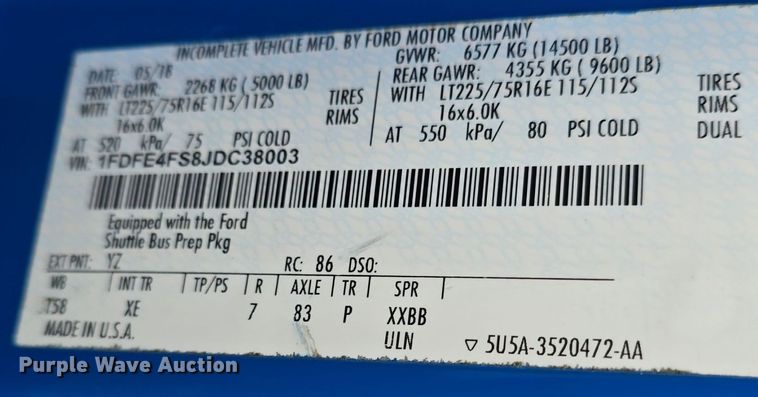 INCOMPLETE VEHICLE MFD. BY FORD MOTOR COMPANY
DATE: 05/18 GVWR: 6577 KG (14500 LB)
FRONT GAWR: 2268 KG (5000 LB) REAR GAWR: 4355 KG (9600 LB)
WITH LT225/75R16E 115/112S TIRES WITH LT225/75R16E 115/112S TIRES
16x6.0K RIMS 16x6.0K RIMS
AT 520 kPa/ 75 PSI COLD AT 550 kPa/ 80 PSI COLD DUAL
VIN: 1FDFE4FS8JDC38003
Equipped with the Ford
Shuttle Bus Prep Pkg
EXT PNT: YZ RC: 86 DSO:
WB INT TR TP/PS R AXLE TR SPR
158 XE 7 83 P XXBB
MADE IN U.S.A. ULN ▽ 5U5A-3520472-AA
Purple Wave Auction